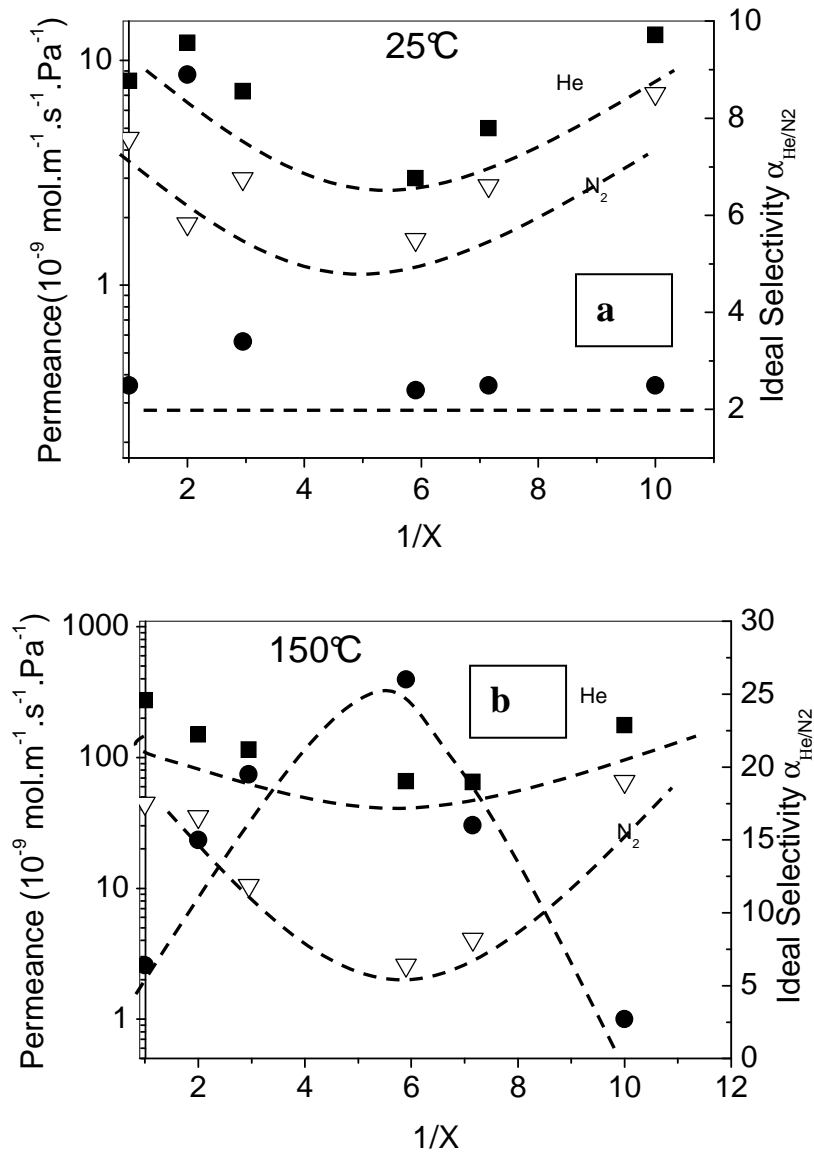 25°C
He
N2
a
10
1
Permeance(10-9 mol.m-1.s-1.Pa-1)
10
8
6
4
2
Ideal Selectivity αHe/N2
2 4 6 8 10
1/X
150°C
b
He
N2
1000
100
10
1
Permeance (10-9 mol.m-1.s-1.Pa-1)
30
25
20
15
10
5
0
Ideal Selectivity αHe/N2
2 4 6 8 10 12
1/X